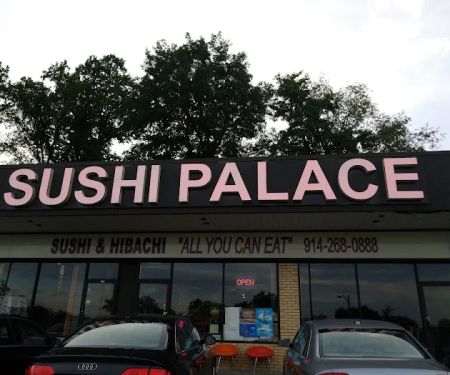 SUSHI PALACE
SUSHI & HIBACHI "ALL YOU CAN EAT" 914-268-0888
OPEN